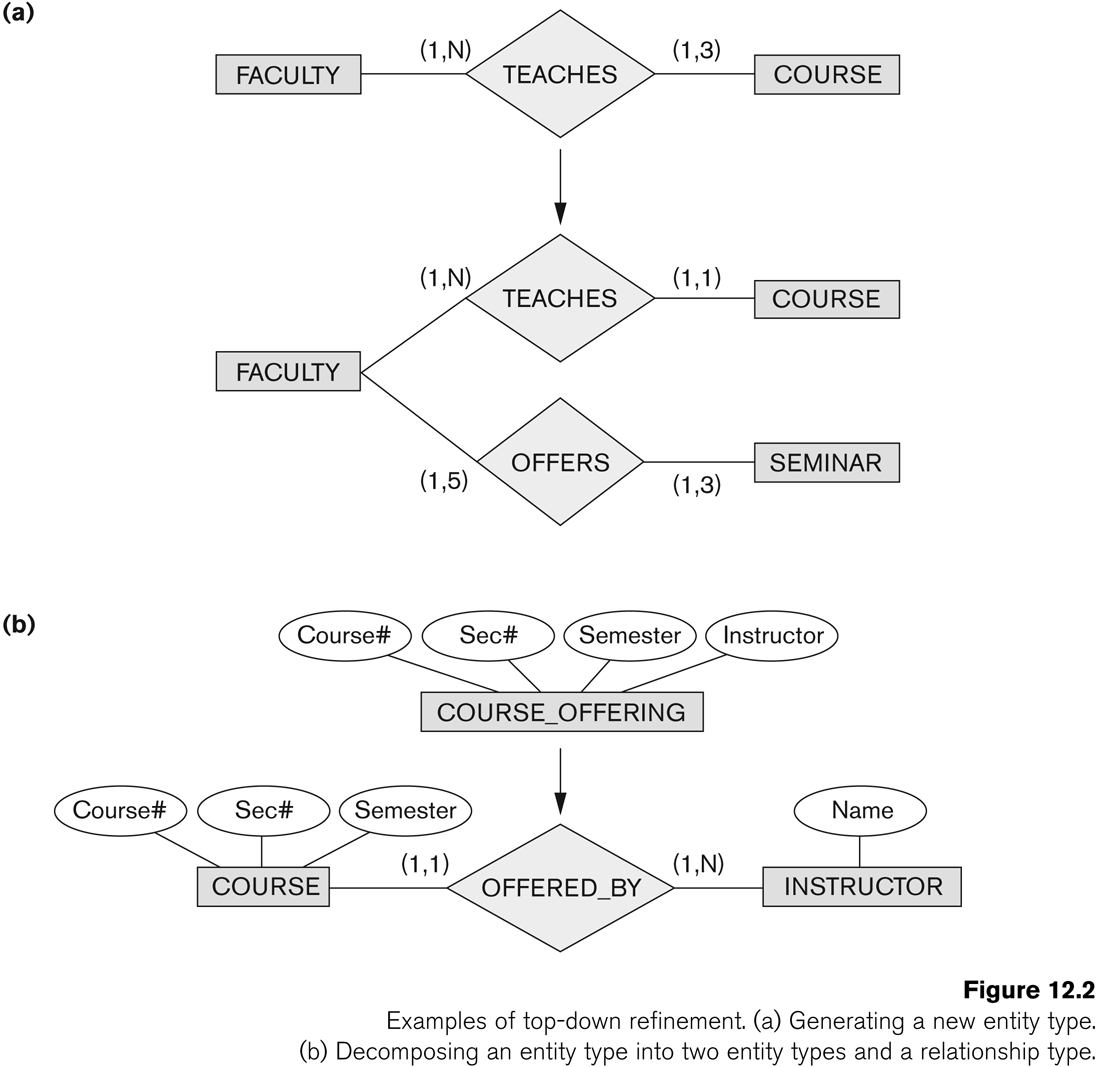 (a)
(1,N) (1,3)
FACULTY TEACHES COURSE
(1,N) (1,1)
TEACHES COURSE
FACULTY
OFFERS SEMINAR
(1,5) (1,3)
(b)
Course# Sec# Semester Instructor
COURSE_OFFERING
Course# Sec# Semester Name
(1,1) (1,N)
COURSE OFFERED_BY INSTRUCTOR
Figure 12.2
Examples of top-down refinement. (a) Generating a new entity type.
(b) Decomposing an entity type into two entity types and a relationship type.